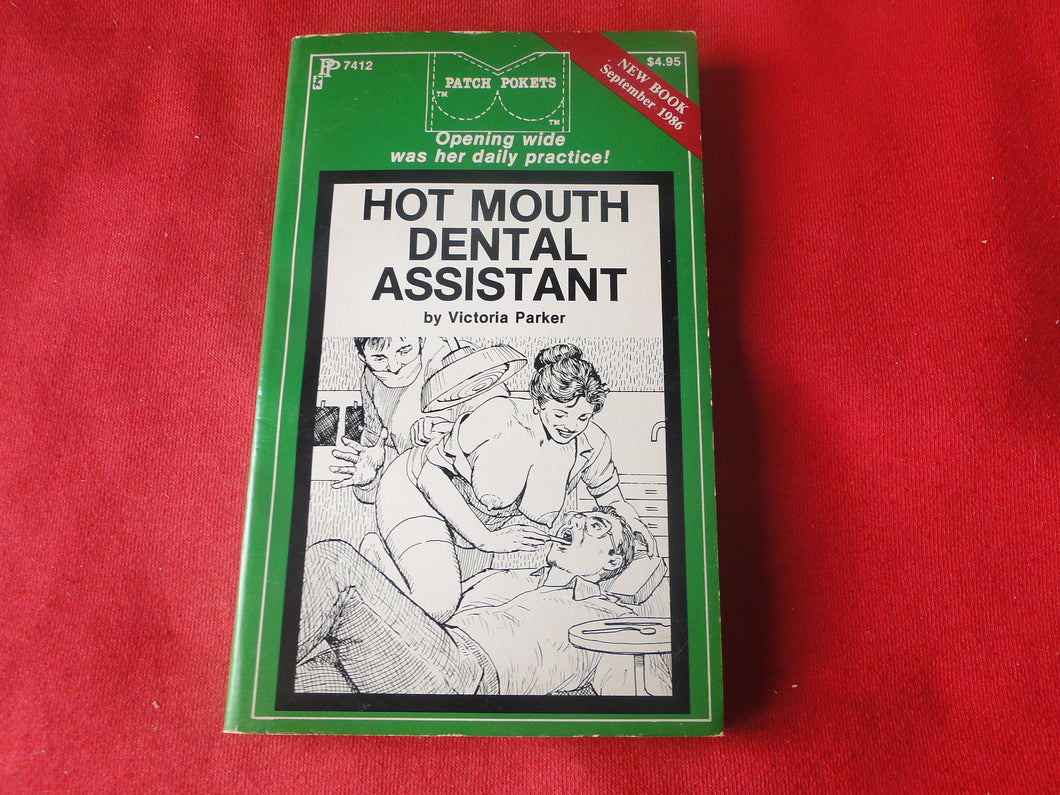 PP 7412
PATCH POKETS
TM
TM
$4.95
NEW BOOK
September 1986
Opening wide
was her daily practice!
HOT MOUTH
DENTAL
ASSISTANT
by Victoria Parker